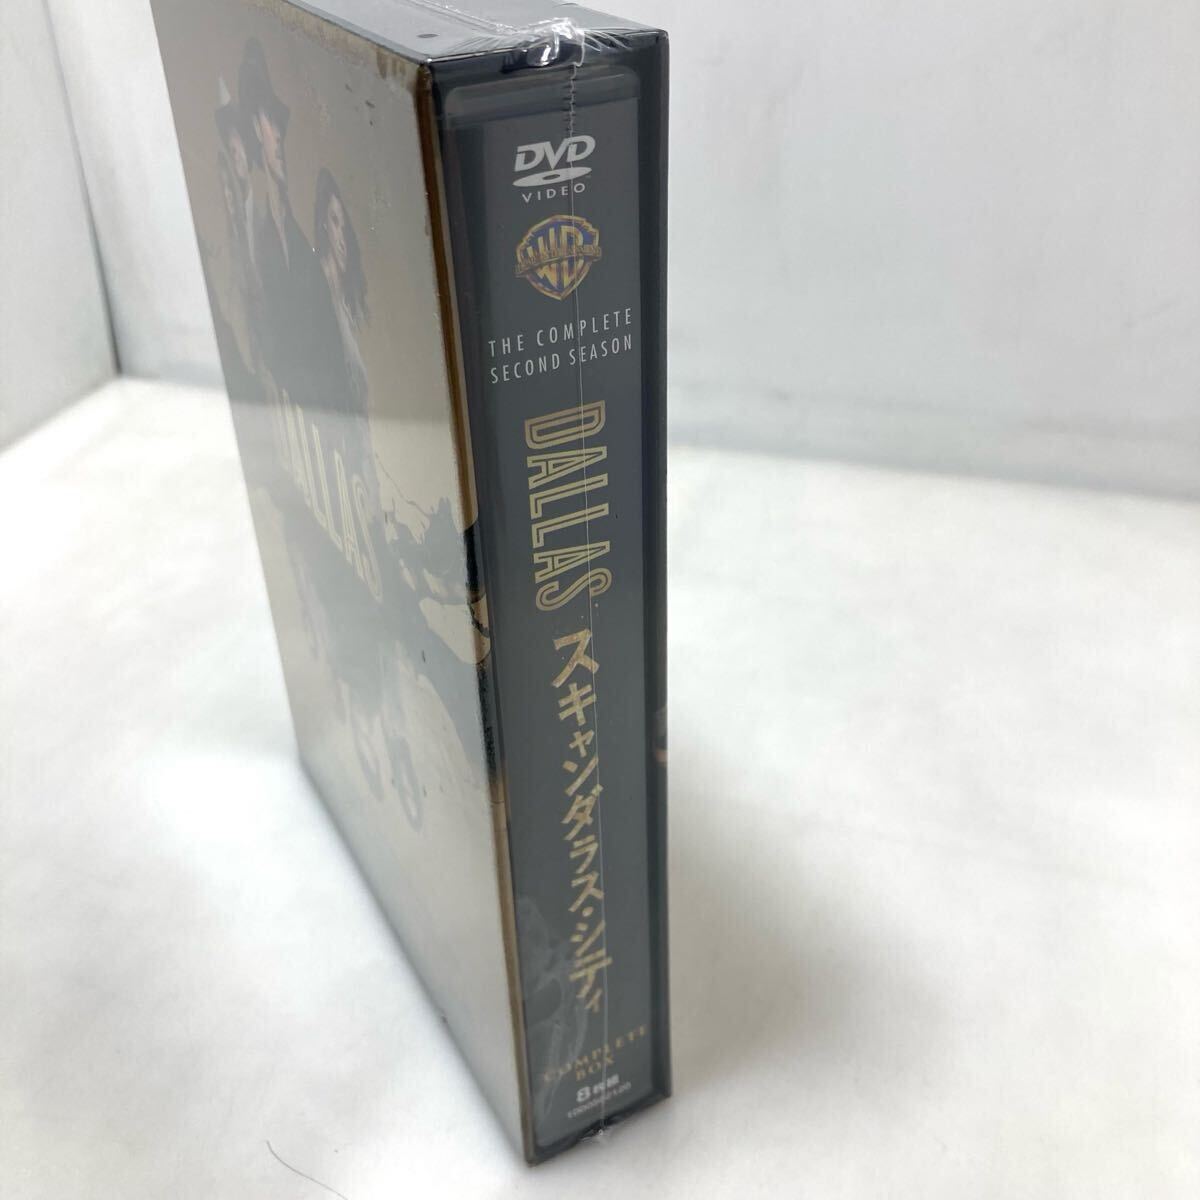 DVD
VIDEO
WB
THE COMPLETE
SECOND SEASON
DALLAS
スキャンダラス・シティ
COMPLETE
BOX
8枚組
DALLAS